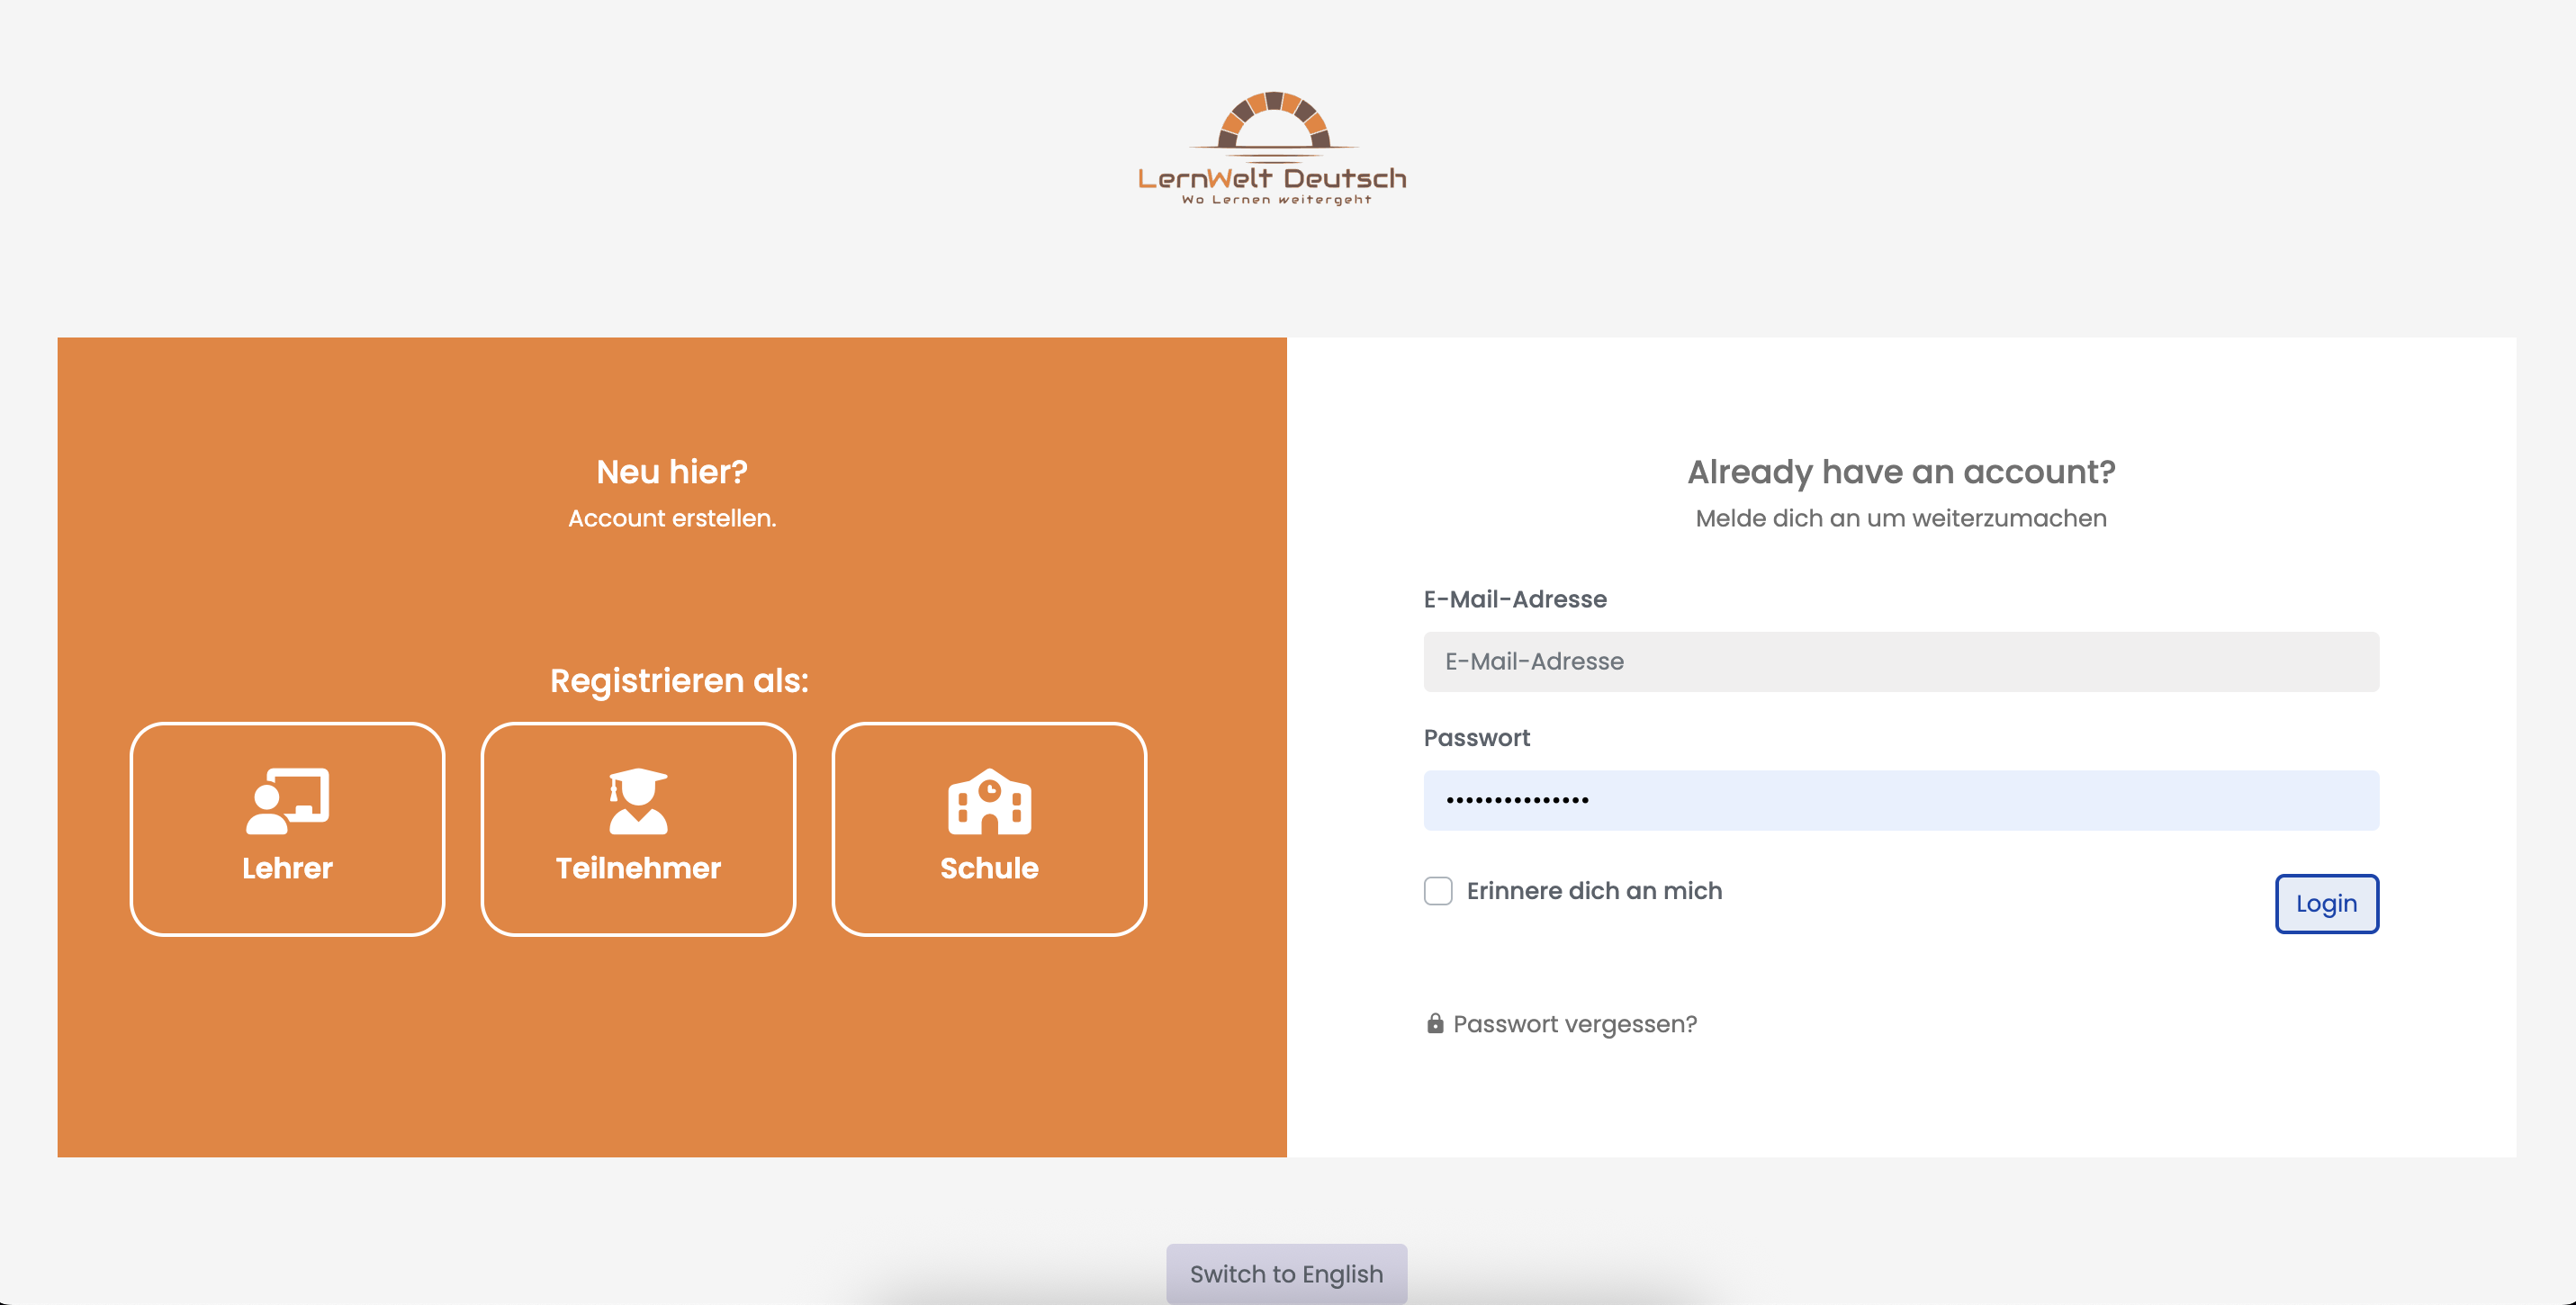 LernWelt Deutsch
Wo Lernen weitergeht
Neu hier?
Account erstellen.
Registrieren als:
Lehrer
Teilnehmer
Schule
Already have an account?
Melde dich an um weiterzumachen
E-Mail-Adresse
E-Mail-Adresse
Passwort
•••••••••••••••
Erinnere dich an mich
Login
Passwort vergessen?
Switch to English